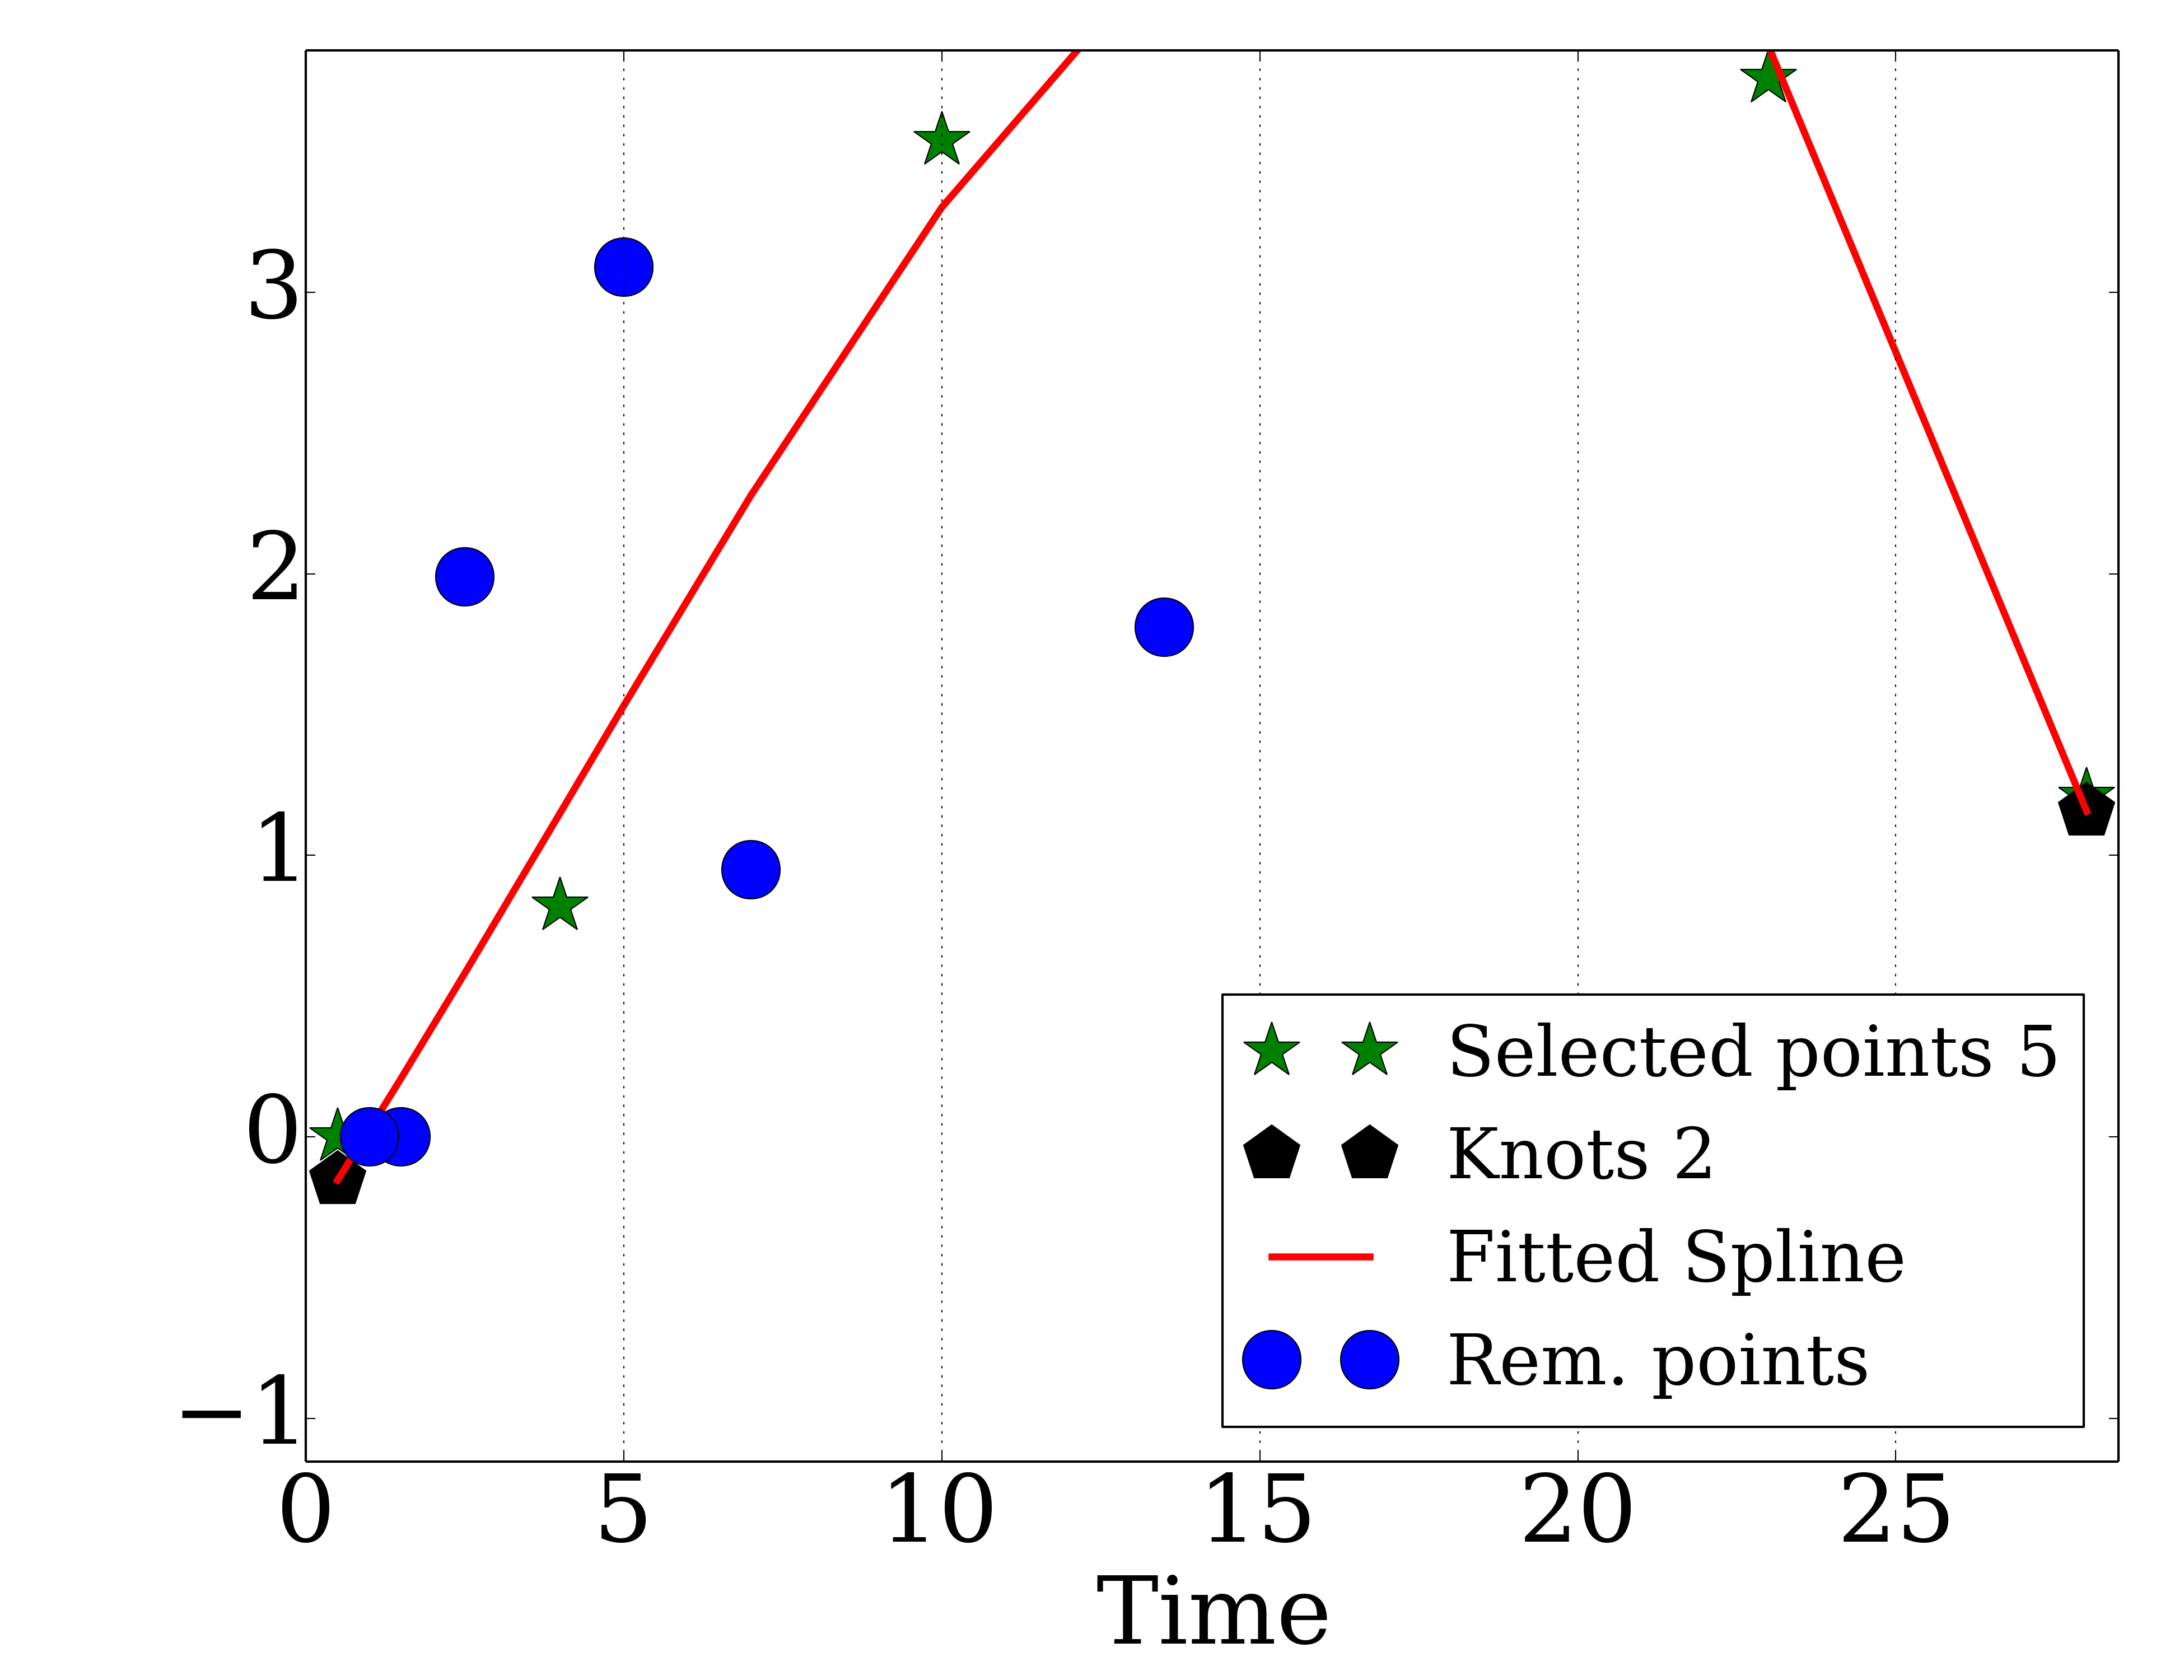 3
2
1
0
−1
0 5 10 15 20 25
Time
Selected points 5
Knots 2
Fitted Spline
Rem. points